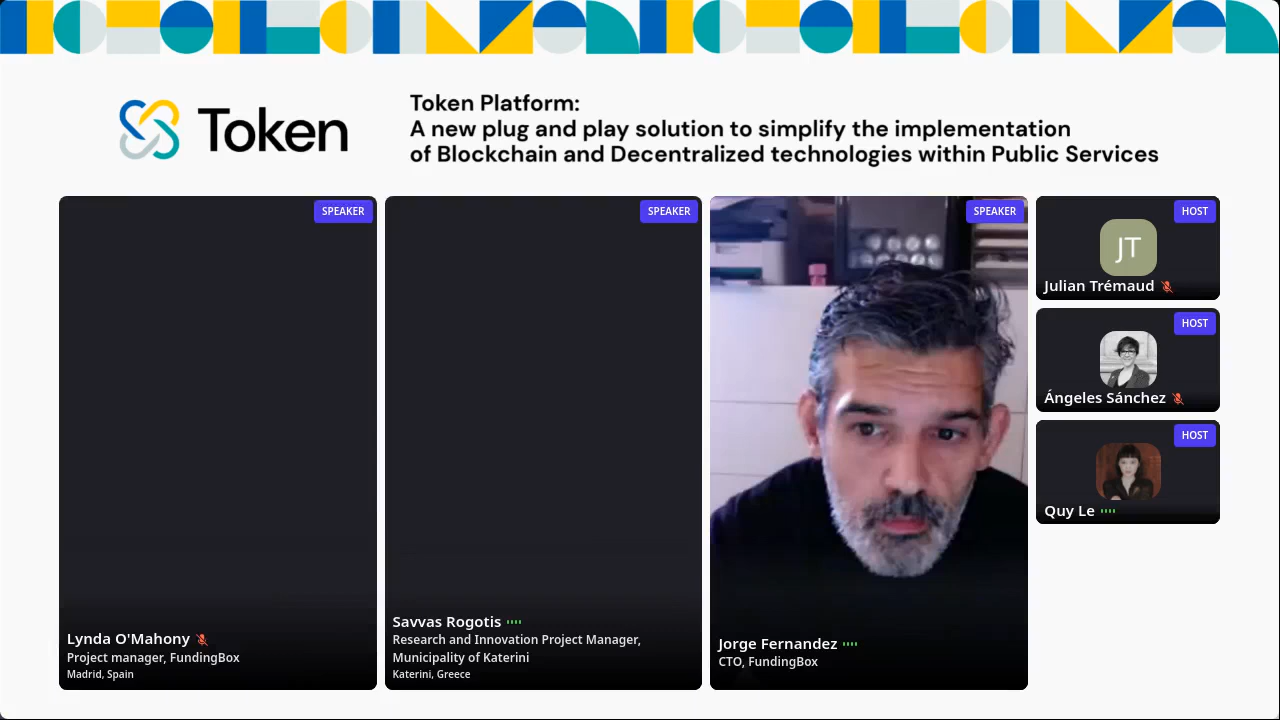 Token
Token Platform:
A new plug and play solution to simplify the implementation
of Blockchain and Decentralized technologies within Public Services
SPEAKER
Lynda O'Mahony
Project manager, FundingBox
Madrid, Spain
SPEAKER
Savvas Rogotis
Research and Innovation Project Manager,
Municipality of Katerini
Katerini, Greece
SPEAKER
Jorge Fernandez
CTO, FundingBox
HOST
JT
Julian Trémaud
HOST
Ángeles Sánchez
HOST
Quy Le